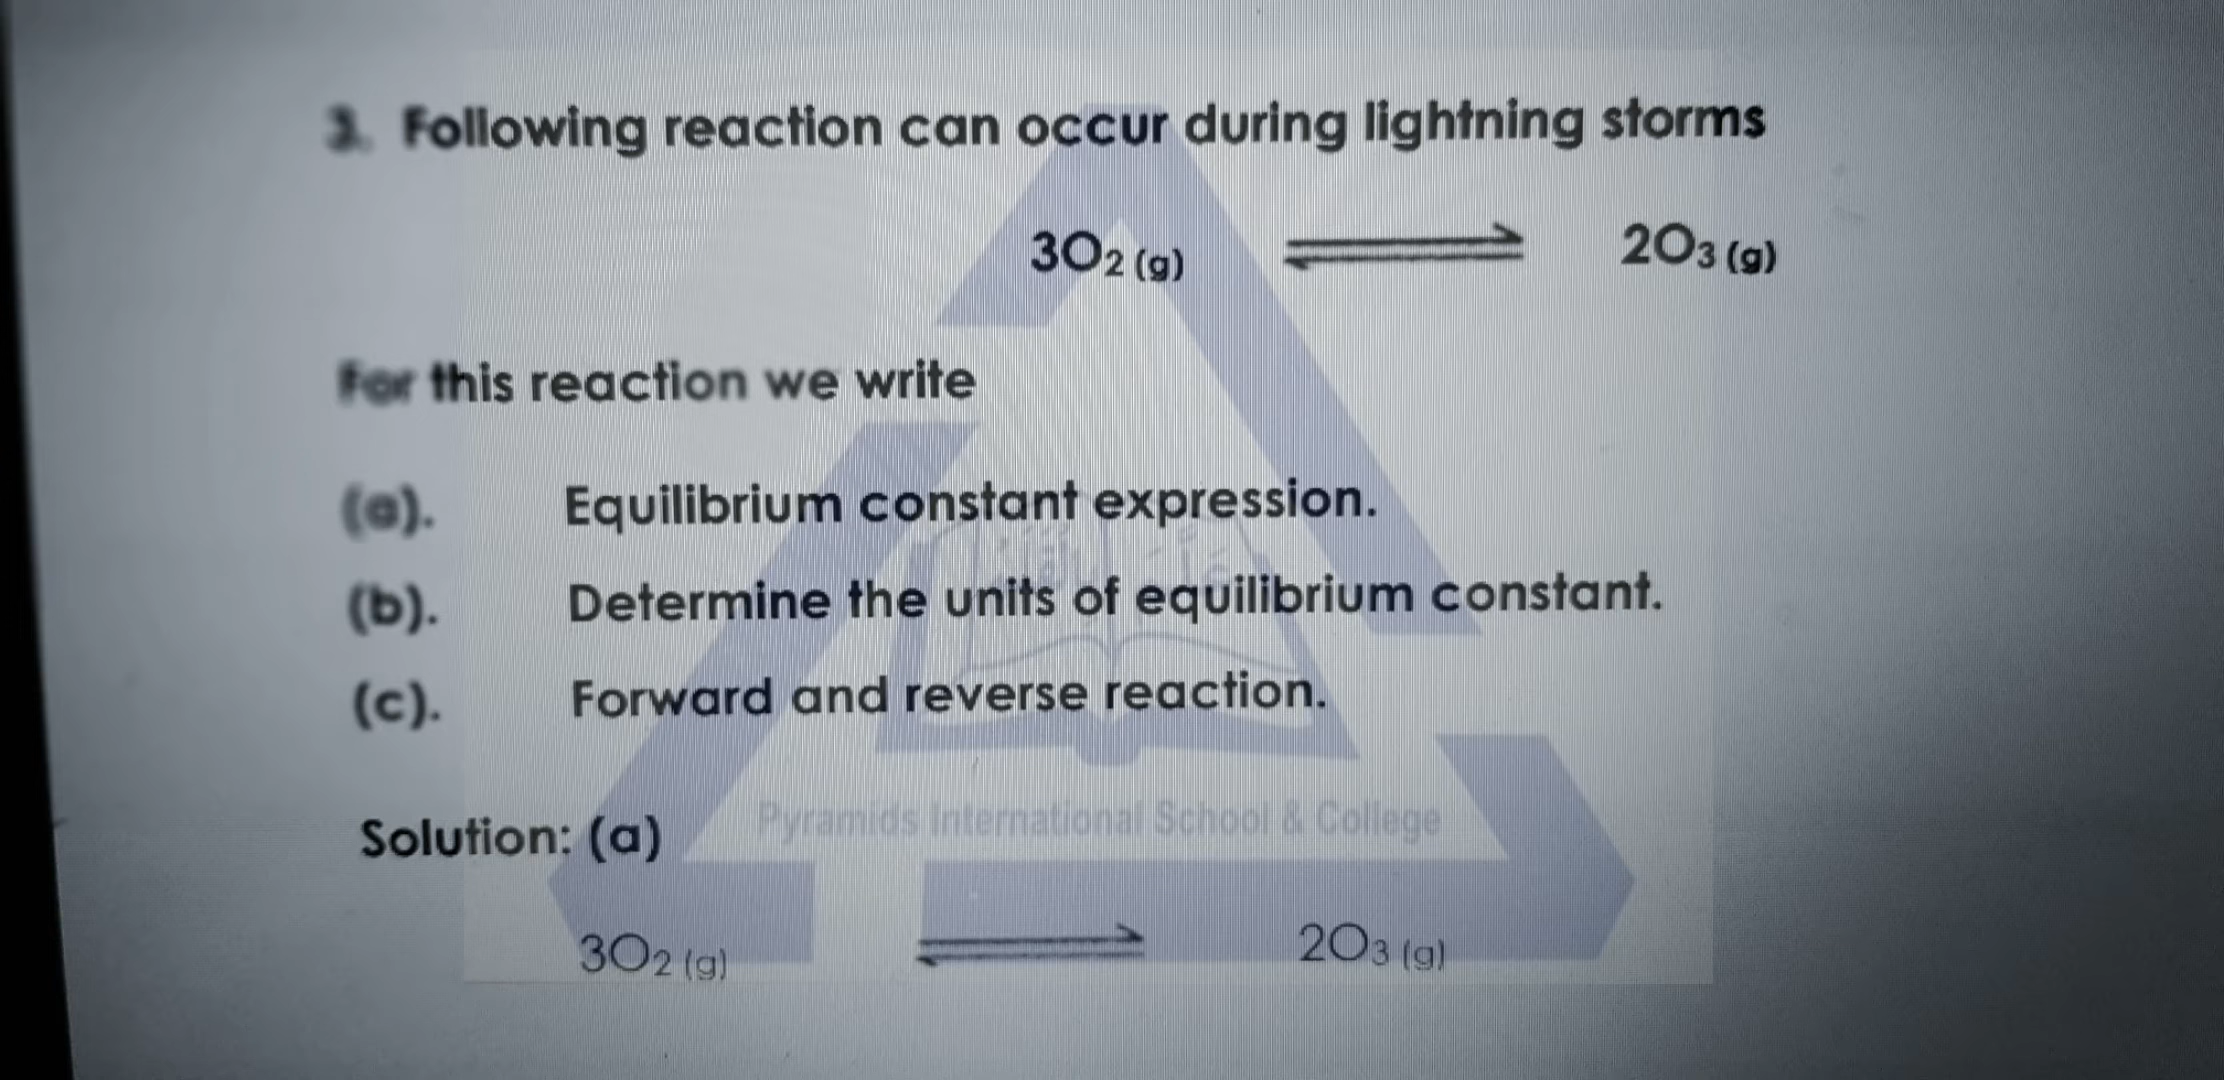 3. Following reaction can occur during lightning storms
3O₂ (g) ⇌ 2O₃ (g)
For this reaction we write
(a). Equilibrium constant expression.
(b). Determine the units of equilibrium constant.
(c). Forward and reverse reaction.
Pyramids International School & College
Solution: (a)
3O₂ (g) ⇌ 2O₃ (g)